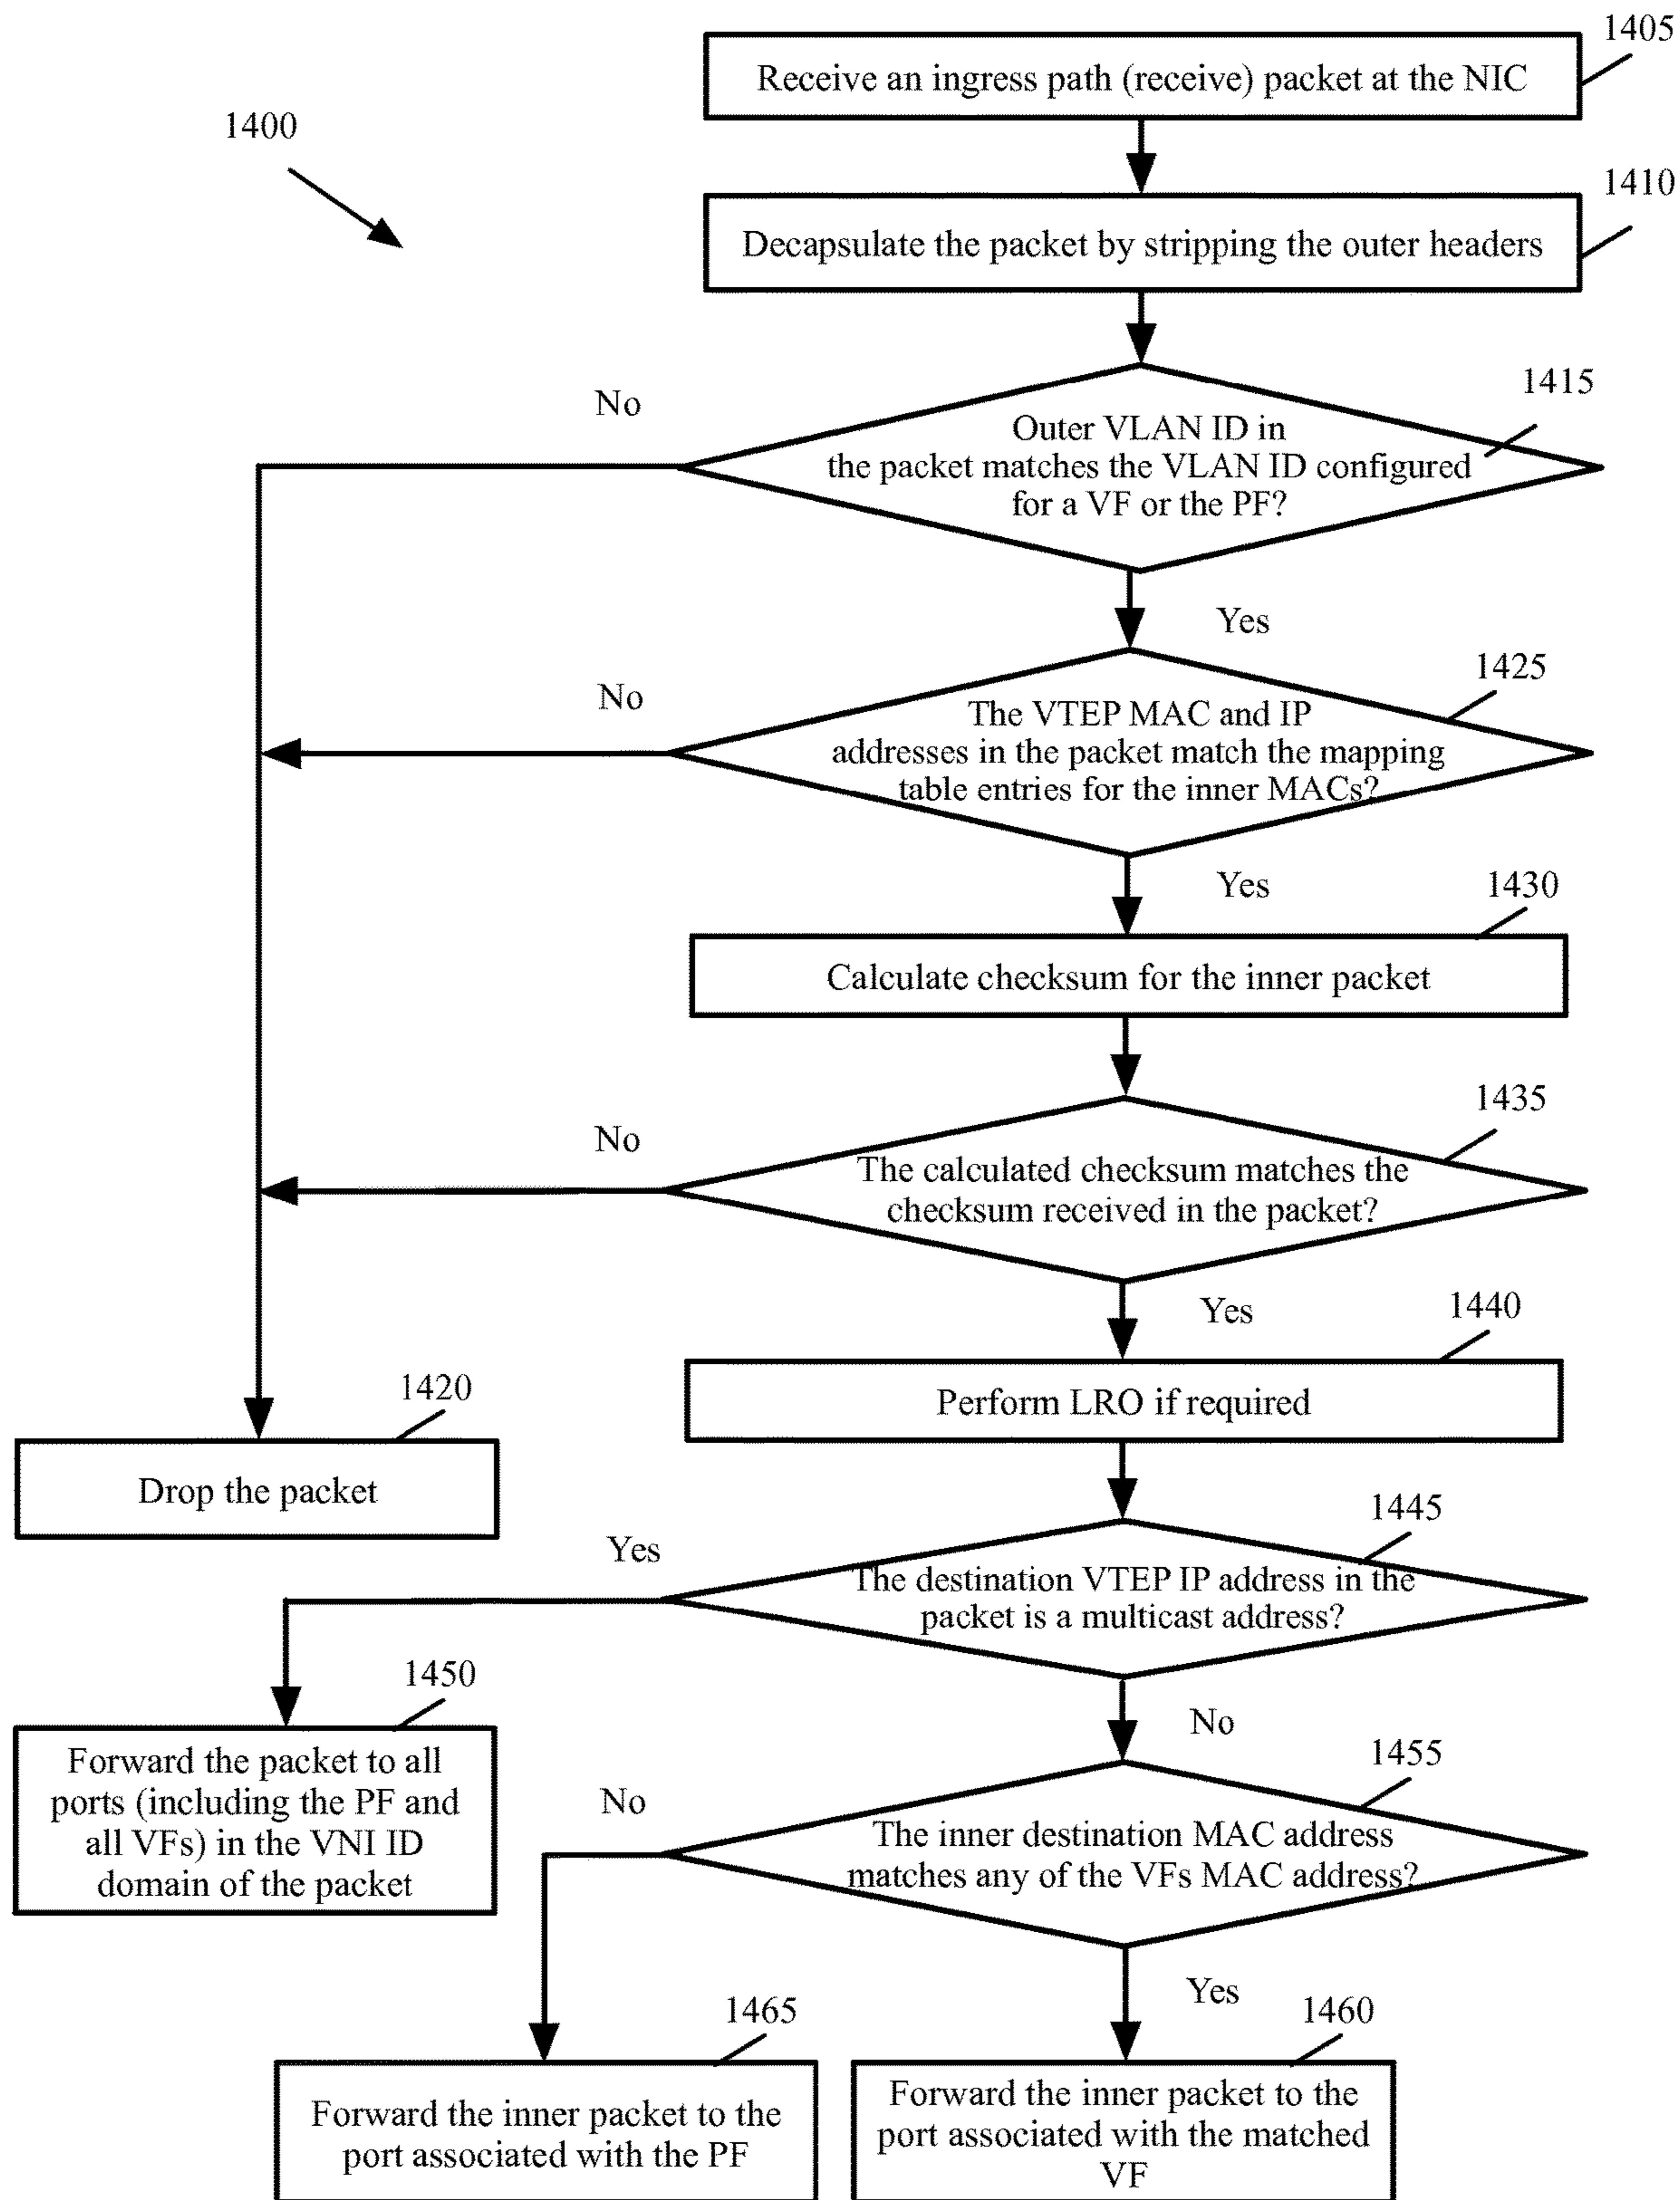 1405
Receive an ingress path (receive) packet at the NIC
1400
1410
Decapsulate the packet by stripping the outer headers
1415
No
Outer VLAN ID in
the packet matches the VLAN ID configured
for a VF or the PF?
Yes
1425
No
The VTEP MAC and IP
addresses in the packet match the mapping
table entries for the inner MACs?
Yes
1430
Calculate checksum for the inner packet
1435
No
The calculated checksum matches the
checksum received in the packet?
Yes
1440
Perform LRO if required
1420
Drop the packet
1445
Yes
The destination VTEP IP address in the
packet is a multicast address?
1450
No
Forward the packet to all
ports (including the PF and
all VFs) in the VNI ID
domain of the packet
1455
No
The inner destination MAC address
matches any of the VFs MAC address?
Yes
1465
Forward the inner packet to the
port associated with the PF
1460
Forward the inner packet to the
port associated with the matched
VF